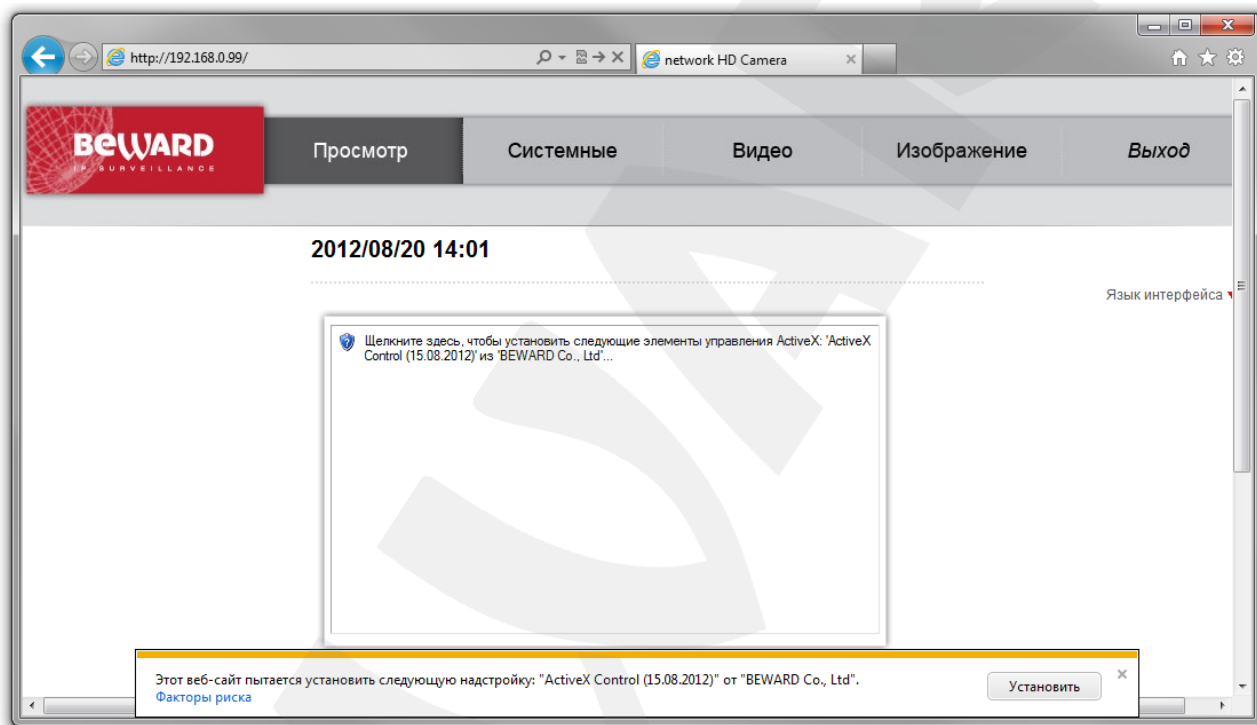 http://192.168.0.99/
network HD Camera
BEWARD
IP SURVEILLANCE
Просмотр
Системные
Видео
Изображение
Выход
2012/08/20 14:01
Язык интерфейса
Щелкните здесь, чтобы установить следующие элементы управления ActiveX: 'ActiveX
Control (15.08.2012)' из 'BEWARD Co., Ltd'...
Этот веб-сайт пытается установить следующую надстройку: "ActiveX Control (15.08.2012)" от "BEWARD Co., Ltd".
Факторы риска
Установить